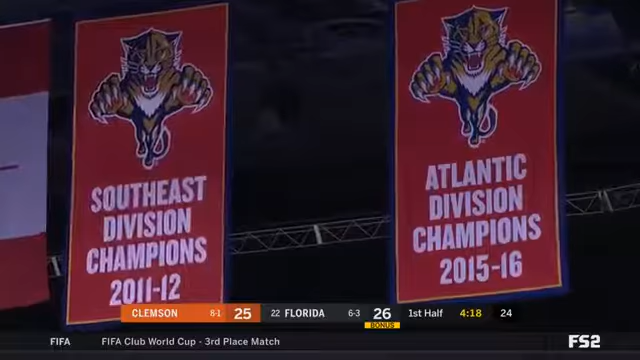 SOUTHEAST
DIVISION
CHAMPIONS
2011-12
ATLANTIC
DIVISION
CHAMPIONS
2015-16
CLEMSON 8-1 25 22 FLORIDA 6-3 26 1st Half 4:18 24
BONUS
FIFA FIFA Club World Cup - 3rd Place Match FS2